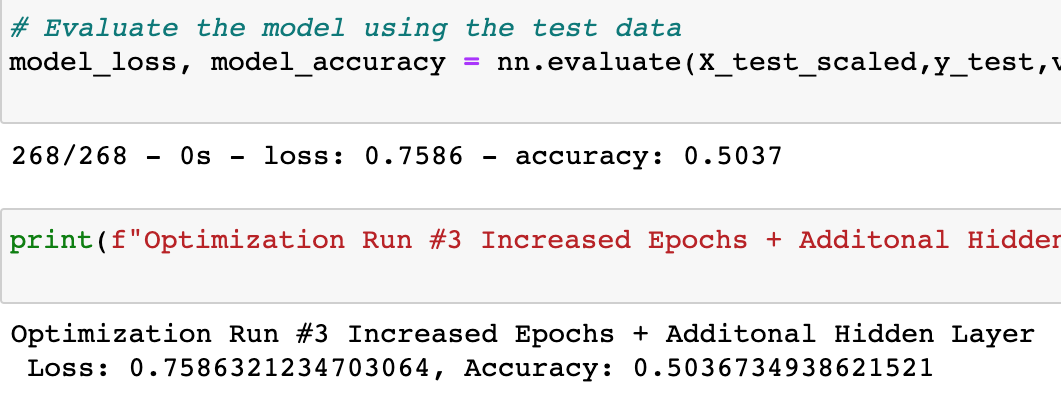 # Evaluate the model using the test data
model_loss, model_accuracy = nn.evaluate(X_test_scaled,y_test,v
268/268 - 0s - loss: 0.7586 - accuracy: 0.5037
print(f"Optimization Run #3 Increased Epochs + Additonal Hidden
Optimization Run #3 Increased Epochs + Additonal Hidden Layer
Loss: 0.7586321234703064, Accuracy: 0.5036734938621521